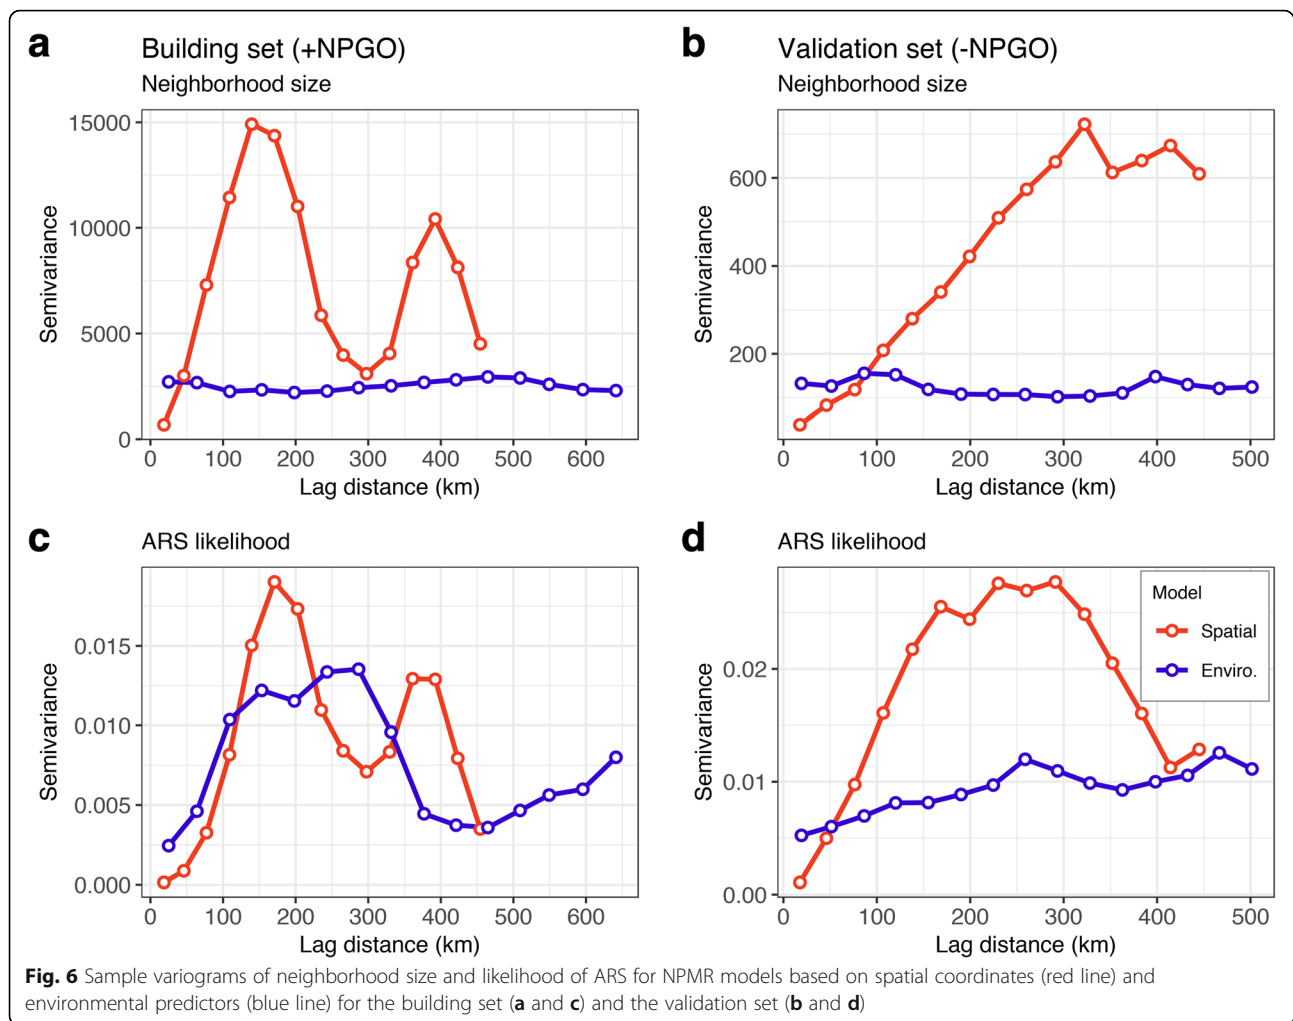 a
Building set (+NPGO)
Neighborhood size
15000
10000
5000
0
Semivariance
0 100 200 300 400 500 600
Lag distance (km)
b
Validation set (-NPGO)
Neighborhood size
600
400
200
Semivariance
0 100 200 300 400 500
Lag distance (km)
c
ARS likelihood
0.015
0.010
0.005
0.000
Semivariance
0 100 200 300 400 500 600
Lag distance (km)
d
ARS likelihood
0.02
0.01
0.00
Semivariance
Model
Spatial
Enviro.
0 100 200 300 400 500
Lag distance (km)
Fig. 6 Sample variograms of neighborhood size and likelihood of ARS for NPMR models based on spatial coordinates (red line) and
environmental predictors (blue line) for the building set (a and c) and the validation set (b and d)